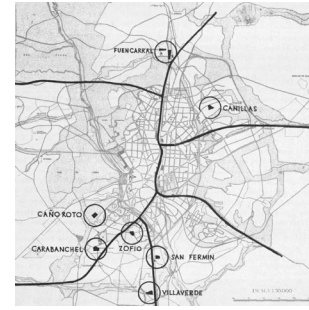 FUENCARRAL
CANILLAS
CAÑO ROTO
CARABANCHEL
ZOFIO
SAN FERMIN
VILLAVERDE